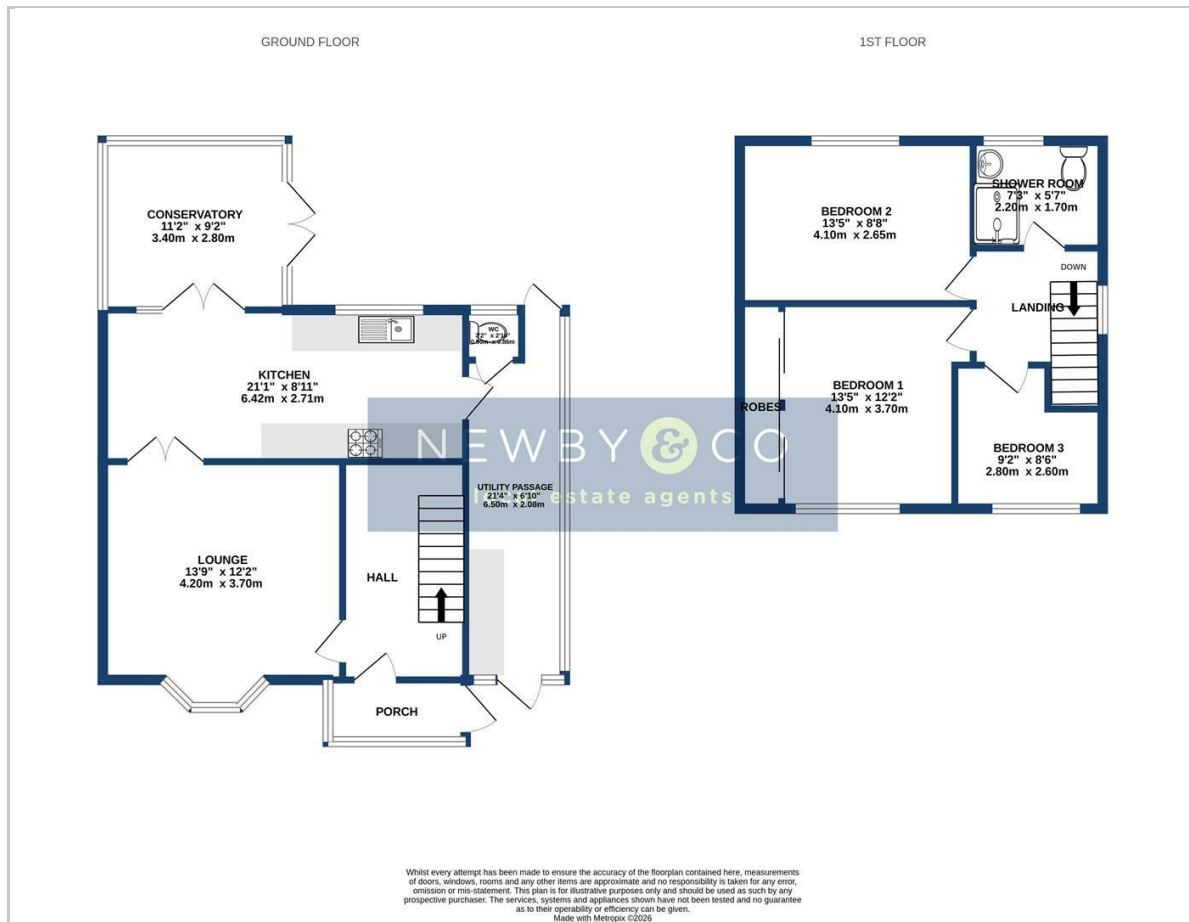 GROUND FLOOR
1ST FLOOR
CONSERVATORY
11'2" x 9'2"
3.40m x 2.80m
WC
KITCHEN
21'1" x 8'11"
6.42m x 2.71m
UTILITY PASSAGE
21'4" x 6'10"
6.50m x 2.08m
LOUNGE
13'9" x 12'2"
4.20m x 3.70m
HALL
UP
PORCH
BEDROOM 2
13'5" x 8'8"
4.10m x 2.65m
SHOWER ROOM
7'3" x 5'7"
2.20m x 1.70m
DOWN
LANDING
BEDROOM 1
13'5" x 12'2"
4.10m x 3.70m
ROBES
BEDROOM 3
9'2" x 8'6"
2.80m x 2.60m
NEWBY & CO
estate agents
Whilst every attempt has been made to ensure the accuracy of the floorplan contained here, measurements
of doors, windows, rooms and any other items are approximate and no responsibility is taken for any error,
omission or mis-statement. This plan is for illustrative purposes only and should be used as such by any
prospective purchaser. The services, systems and appliances shown have not been tested and no guarantee
as to their operability or efficiency can be given.
Made with Metropix ©2026